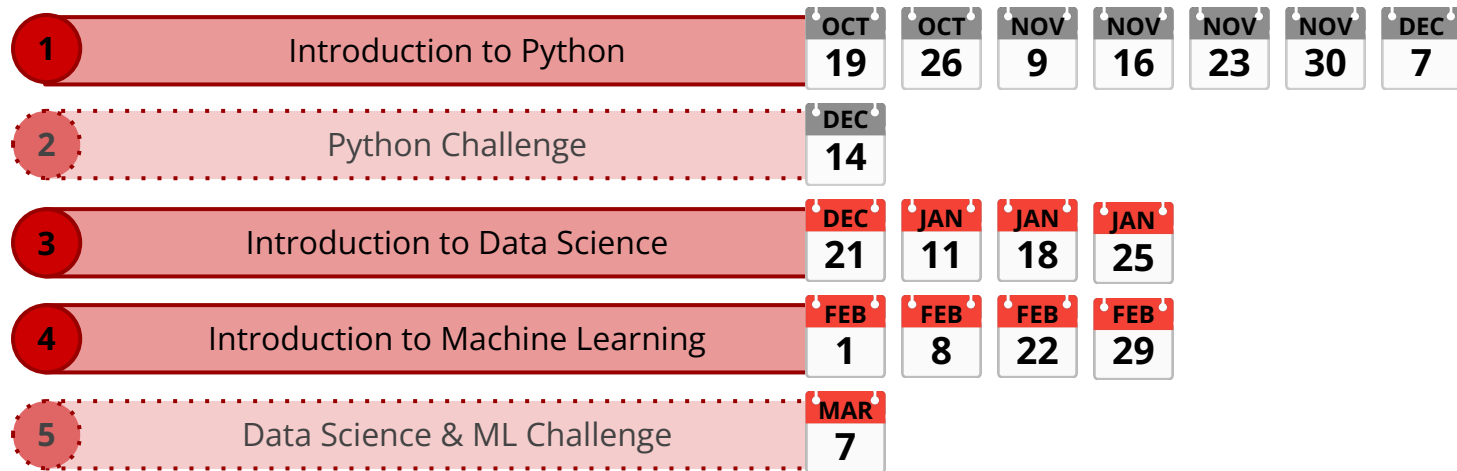 1 Introduction to Python OCT 19 OCT 26 NOV 9 NOV 16 NOV 23 NOV 30 DEC 7
2 Python Challenge DEC 14
3 Introduction to Data Science DEC 21 JAN 11 JAN 18 JAN 25
4 Introduction to Machine Learning FEB 1 FEB 8 FEB 22 FEB 29
5 Data Science & ML Challenge MAR 7